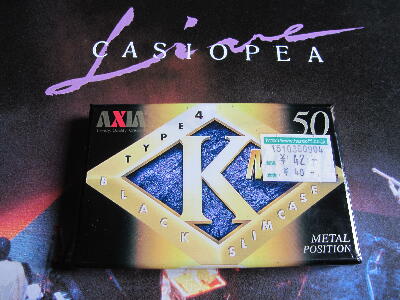 Live
CASIOPEA
AXIA
TYPE 4
50
K
BLACK SLIMCASE
¥ 42 -
¥ 40 -
METAL
POSITION